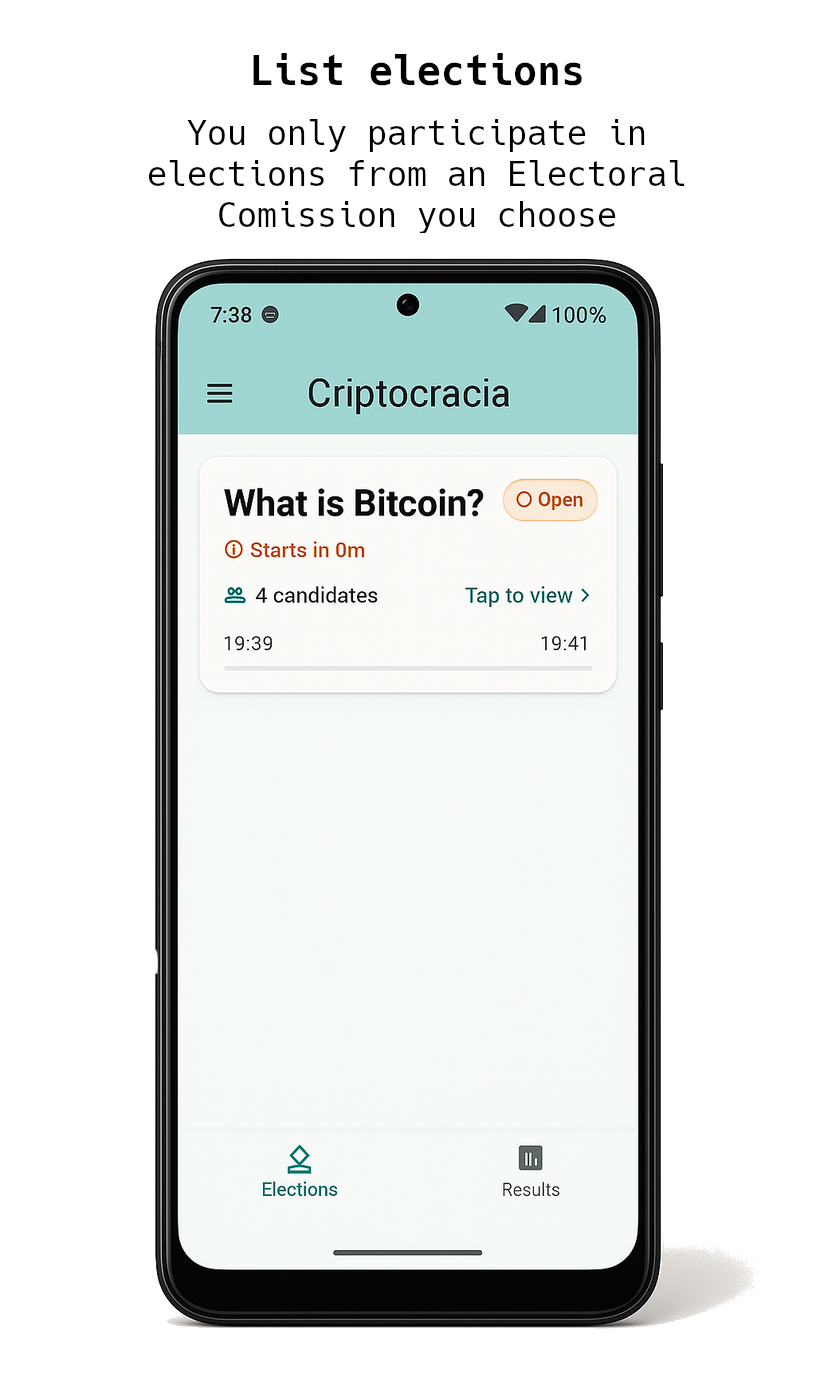 List elections
You only participate in
elections from an Electoral
Comission you choose
7:38 100%
Criptocracia
What is Bitcoin? Open
Starts in 0m
4 candidates Tap to view
19:39 19:41
Elections Results